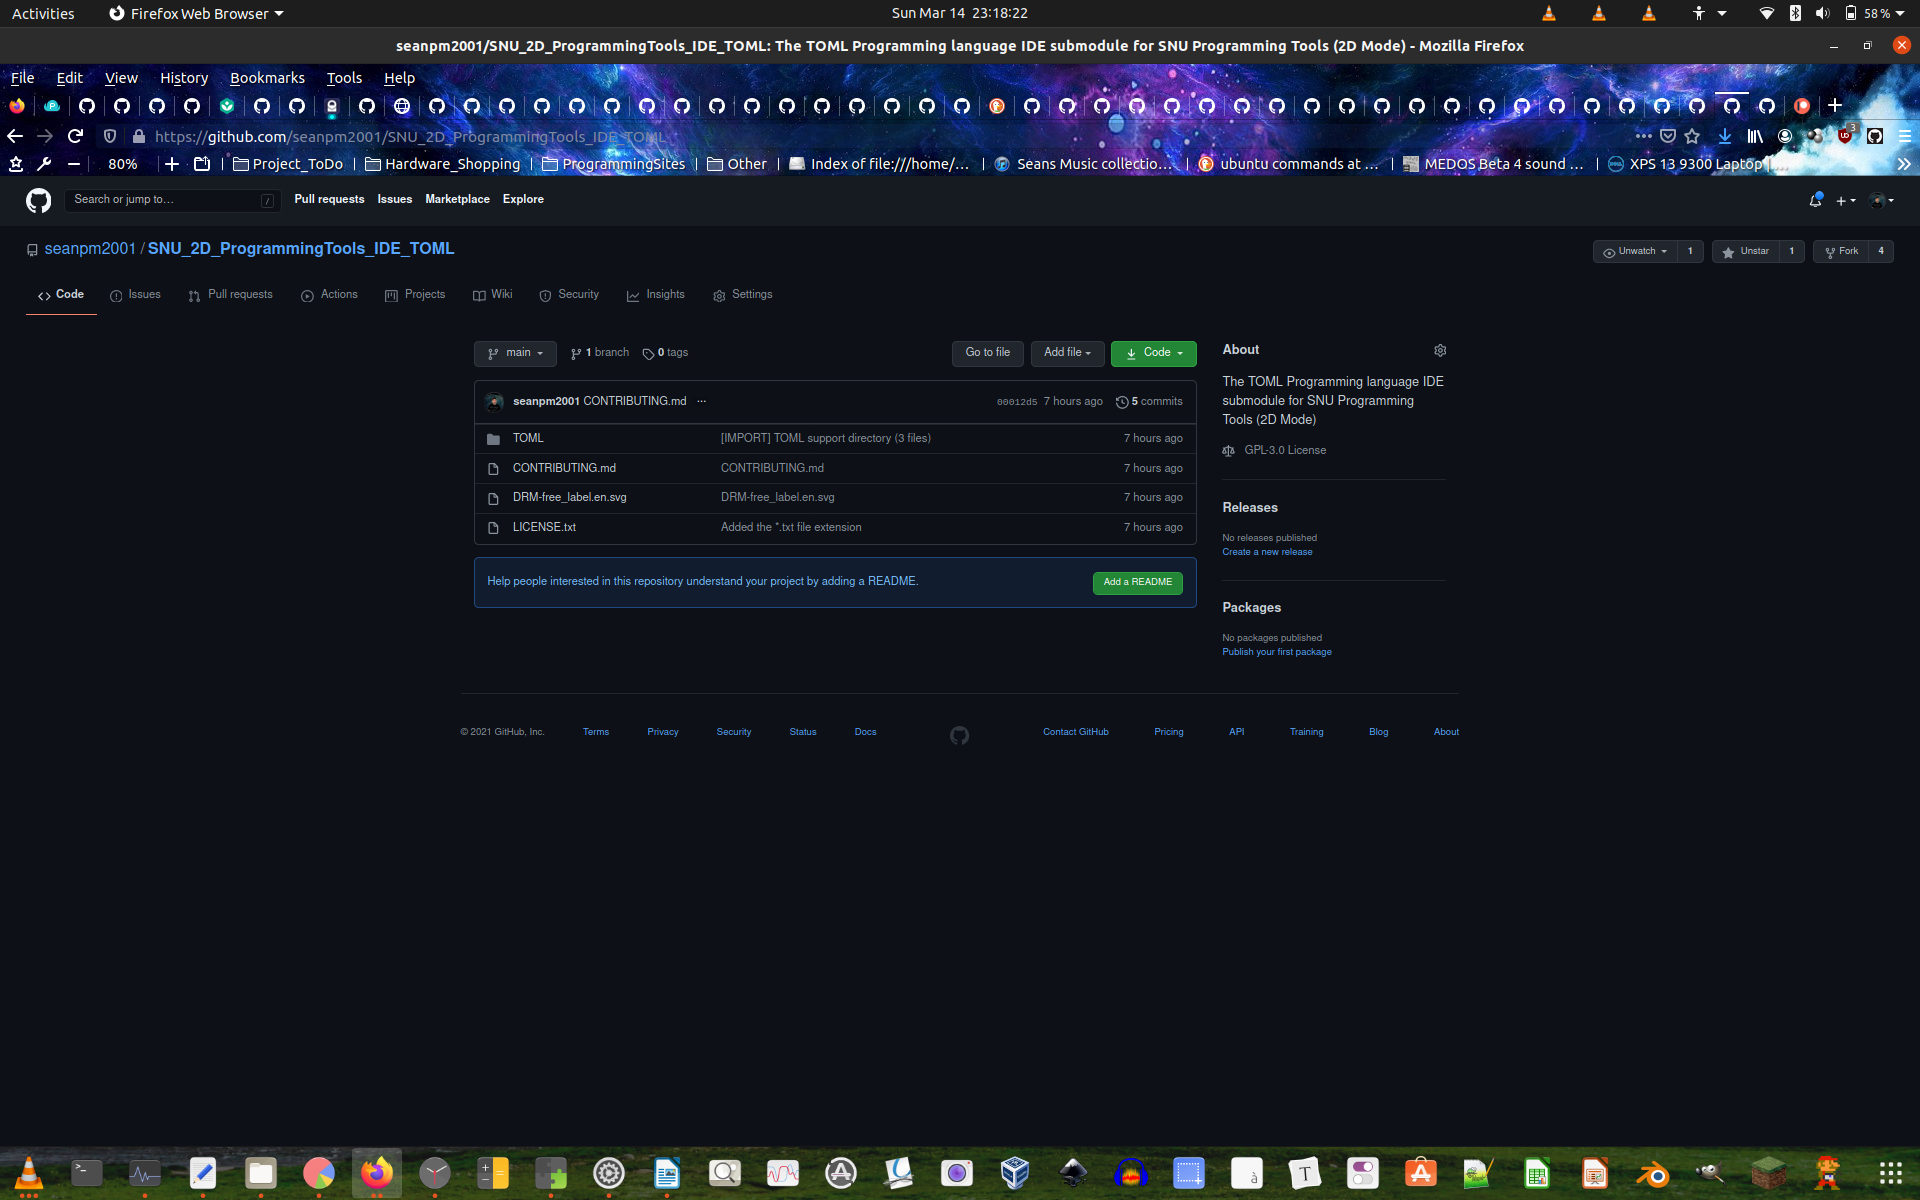 Activities Firefox Web Browser Sun Mar 14 23:18:22 58 %
seanpm2001/SNU_2D_ProgrammingTools_IDE_TOML: The TOML Programming language IDE submodule for SNU Programming Tools (2D Mode) - Mozilla Firefox
File Edit View History Bookmarks Tools Help
https://github.com/seanpm2001/SNU_2D_ProgrammingTools_IDE_TOML 3
80% Project_ToDo Hardware_Shopping ProgrammingSites Other Index of file:///home/… Seans Music collectio… ubuntu commands at … MEDOS Beta 4 sound … XPS 13 9300 Laptop |…
Search or jump to… / Pull requests Issues Marketplace Explore
seanpm2001 / SNU_2D_ProgrammingTools_IDE_TOML Unwatch 1 Unstar 1 Fork 4
Code Issues Pull requests Actions Projects Wiki Security Insights Settings
main 1 branch 0 tags Go to file Add file Code
seanpm2001 CONTRIBUTING.md ... 00012d5 7 hours ago 5 commits
TOML [IMPORT] TOML support directory (3 files) 7 hours ago
CONTRIBUTING.md CONTRIBUTING.md 7 hours ago
DRM-free_label.en.svg DRM-free_label.en.svg 7 hours ago
LICENSE.txt Added the *.txt file extension 7 hours ago
Help people interested in this repository understand your project by adding a README. Add a README
About
The TOML Programming language IDE
submodule for SNU Programming
Tools (2D Mode)
GPL-3.0 License
Releases
No releases published
Create a new release
Packages
No packages published
Publish your first package
© 2021 GitHub, Inc. Terms Privacy Security Status Docs Contact GitHub Pricing API Training Blog About